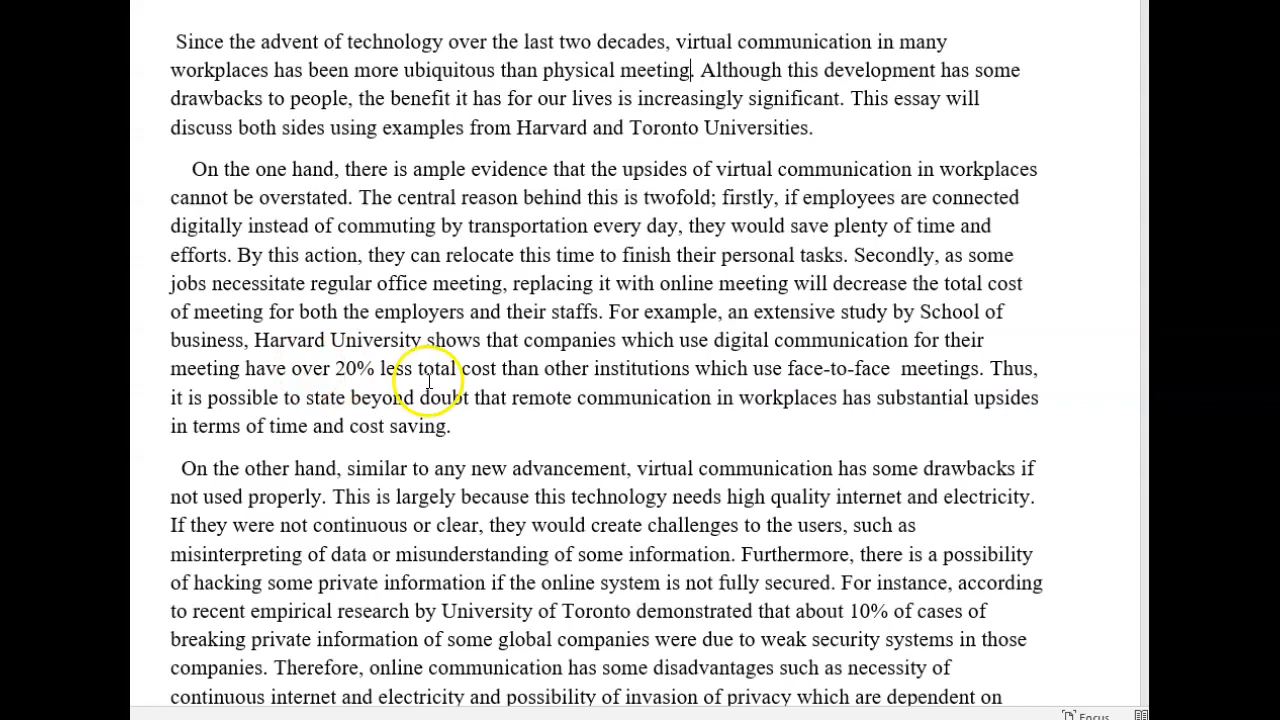 Since the advent of technology over the last two decades, virtual communication in many
workplaces has been more ubiquitous than physical meeting. Although this development has some
drawbacks to people, the benefit it has for our lives is increasingly significant. This essay will
discuss both sides using examples from Harvard and Toronto Universities.
On the one hand, there is ample evidence that the upsides of virtual communication in workplaces
cannot be overstated. The central reason behind this is twofold; firstly, if employees are connected
digitally instead of commuting by transportation every day, they would save plenty of time and
efforts. By this action, they can relocate this time to finish their personal tasks. Secondly, as some
jobs necessitate regular office meeting, replacing it with online meeting will decrease the total cost
of meeting for both the employers and their staffs. For example, an extensive study by School of
business, Harvard University shows that companies which use digital communication for their
meeting have over 20% less total cost than other institutions which use face-to-face  meetings. Thus,
it is possible to state beyond doubt that remote communication in workplaces has substantial upsides
in terms of time and cost saving.
On the other hand, similar to any new advancement, virtual communication has some drawbacks if
not used properly. This is largely because this technology needs high quality internet and electricity.
If they were not continuous or clear, they would create challenges to the users, such as
misinterpreting of data or misunderstanding of some information. Furthermore, there is a possibility
of hacking some private information if the online system is not fully secured. For instance, according
to recent empirical research by University of Toronto demonstrated that about 10% of cases of
breaking private information of some global companies were due to weak security systems in those
companies. Therefore, online communication has some disadvantages such as necessity of
continuous internet and electricity and possibility of invasion of privacy which are dependent on
Focus